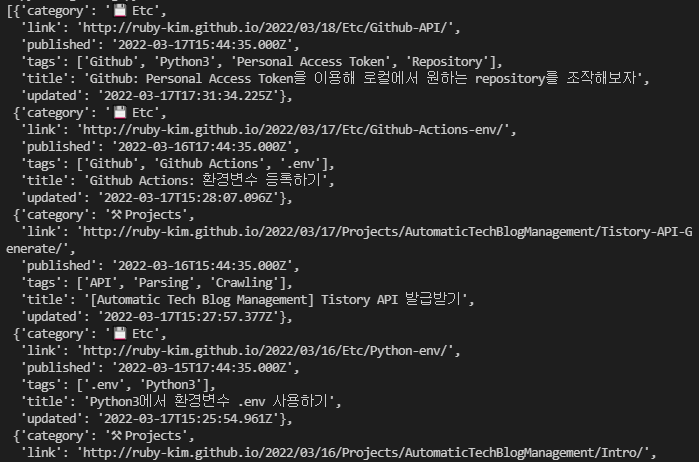 [{'category': '💾 Etc',
'link': 'http://ruby-kim.github.io/2022/03/18/Etc/Github-API/',
'published': '2022-03-17T15:44:35.000Z',
'tags': ['Github', 'Python3', 'Personal Access Token', 'Repository'],
'title': 'Github: Personal Access Token을 이용해 로컬에서 원하는 repository를 조작해보자',
'updated': '2022-03-17T17:31:34.225Z'},
{'category': '💾 Etc',
'link': 'http://ruby-kim.github.io/2022/03/17/Etc/Github-Actions-env/',
'published': '2022-03-16T17:44:35.000Z',
'tags': ['Github', 'Github Actions', '.env'],
'title': 'Github Actions: 환경변수 등록하기',
'updated': '2022-03-17T15:28:07.096Z'},
{'category': '⚒ Projects',
'link': 'http://ruby-kim.github.io/2022/03/17/Projects/AutomaticTechBlogManagement/Tistory-API-G
enerate/',
'published': '2022-03-16T15:44:35.000Z',
'tags': ['API', 'Parsing', 'Crawling'],
'title': '[Automatic Tech Blog Management] Tistory API 발급받기',
'updated': '2022-03-17T15:27:57.377Z'},
{'category': '💾 Etc',
'link': 'http://ruby-kim.github.io/2022/03/16/Etc/Python-env/',
'published': '2022-03-15T17:44:35.000Z',
'tags': ['.env', 'Python3'],
'title': 'Python3에서 환경변수 .env 사용하기',
'updated': '2022-03-17T15:25:54.961Z'},
{'category': '⚒ Projects',
'link': 'http://ruby-kim.github.io/2022/03/16/Projects/AutomaticTechBlogManagement/Intro/',